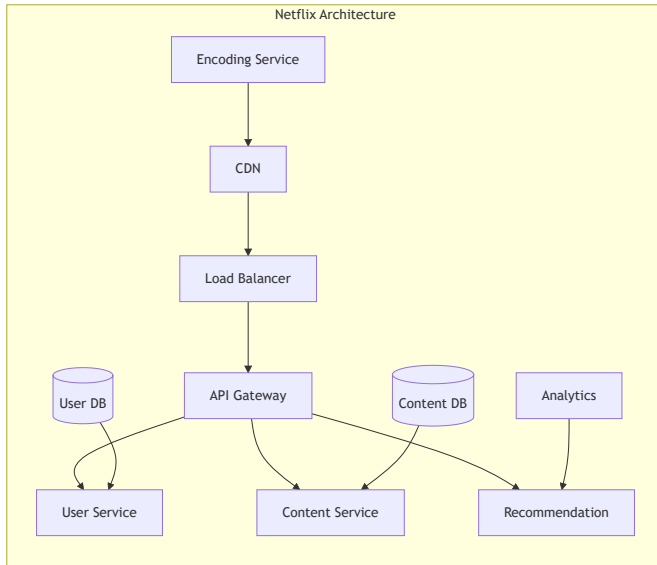 Netflix Architecture
Encoding Service
CDN
Load Balancer
User DB
API Gateway
Content DB
Analytics
User Service
Content Service
Recommendation